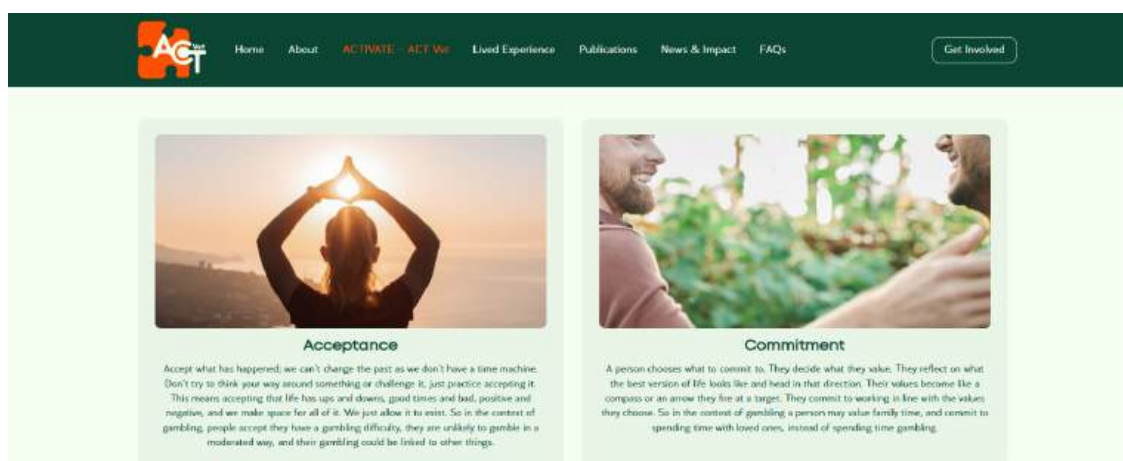 ACT Vet
Home About ACTIVATE – ACT Vet Lived Experience Publications News & Impact FAQs Get Involved
Acceptance
Accept what has happened; we can't change the past as we don't have a time machine.
Don't try to think your way around something or challenge it, just practice accepting it.
This means accepting that life has ups and downs, good times and bad, positive and
negative, and we make space for all of it. We just allow it to exist. So in the context of
gambling, people accept they have a gambling difficulty, they are unlikely to gamble in a
moderated way, and their gambling could be linked to other things.
Commitment
A person chooses what to commit to. They decide what they value. They reflect on what
the best version of life looks like and head in that direction. Their values become like a
compass or an arrow they fire at a target. They commit to working in line with the values
they choose. So in the context of gambling a person may value family time, and commit to
spending time with loved ones, instead of spending time gambling.